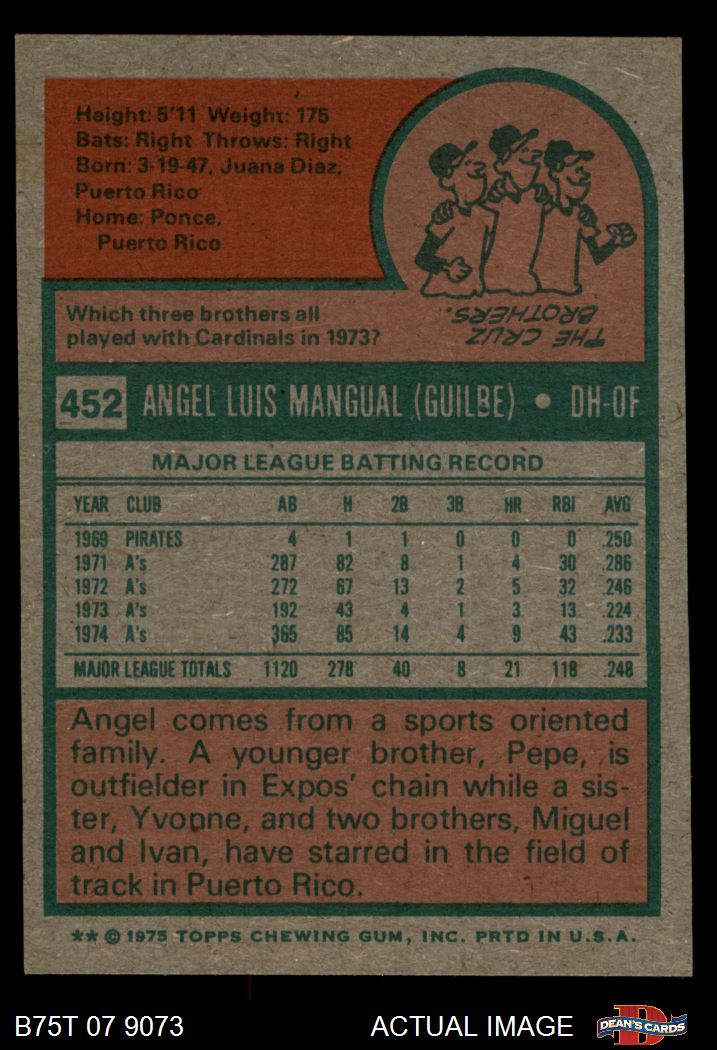 Height: 5'11 Weight: 175
Bats: Right Throws: Right
Born: 3-19-47, Juana Diaz,
Puerto Rico
Home: Ponce,
Puerto Rico
Which three brothers all
played with Cardinals in 1973?
THE CRUZ
BROTHERS.
452 ANGEL LUIS MANGUAL (GUILBE) • DH-OF
MAJOR LEAGUE BATTING RECORD
YEAR CLUB AB H 2B 3B HR RBI AVG
1969 PIRATES 4 1 1 0 0 0 .250
1971 A's 287 82 8 1 4 30 .286
1972 A's 272 67 13 2 5 32 .246
1973 A's 192 43 4 1 3 13 .224
1974 A's 365 85 14 4 9 43 .233
MAJOR LEAGUE TOTALS 1120 278 40 8 21 118 .248
Angel comes from a sports oriented
family. A younger brother, Pepe, is
outfielder in Expos' chain while a sis-
ter, Yvonne, and two brothers, Miguel
and Ivan, have starred in the field of
track in Puerto Rico.
** © 1975 TOPPS CHEWING GUM, INC. PRTD IN U.S.A.
B75T 07 9073 ACTUAL IMAGE DEAN'S CARDS